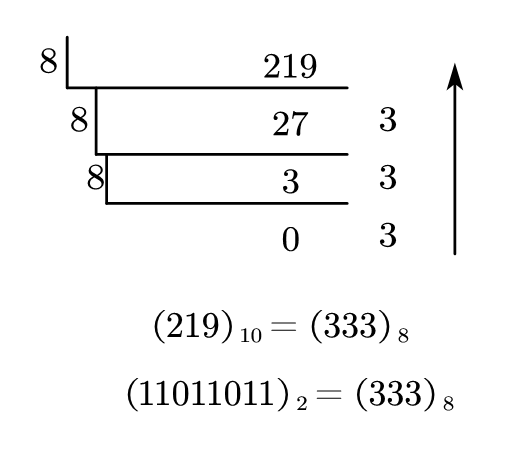 8 219
8 27 3
8 3 3
0 3
(219)₁₀ = (333)₈
(11011011)₂ = (333)₈